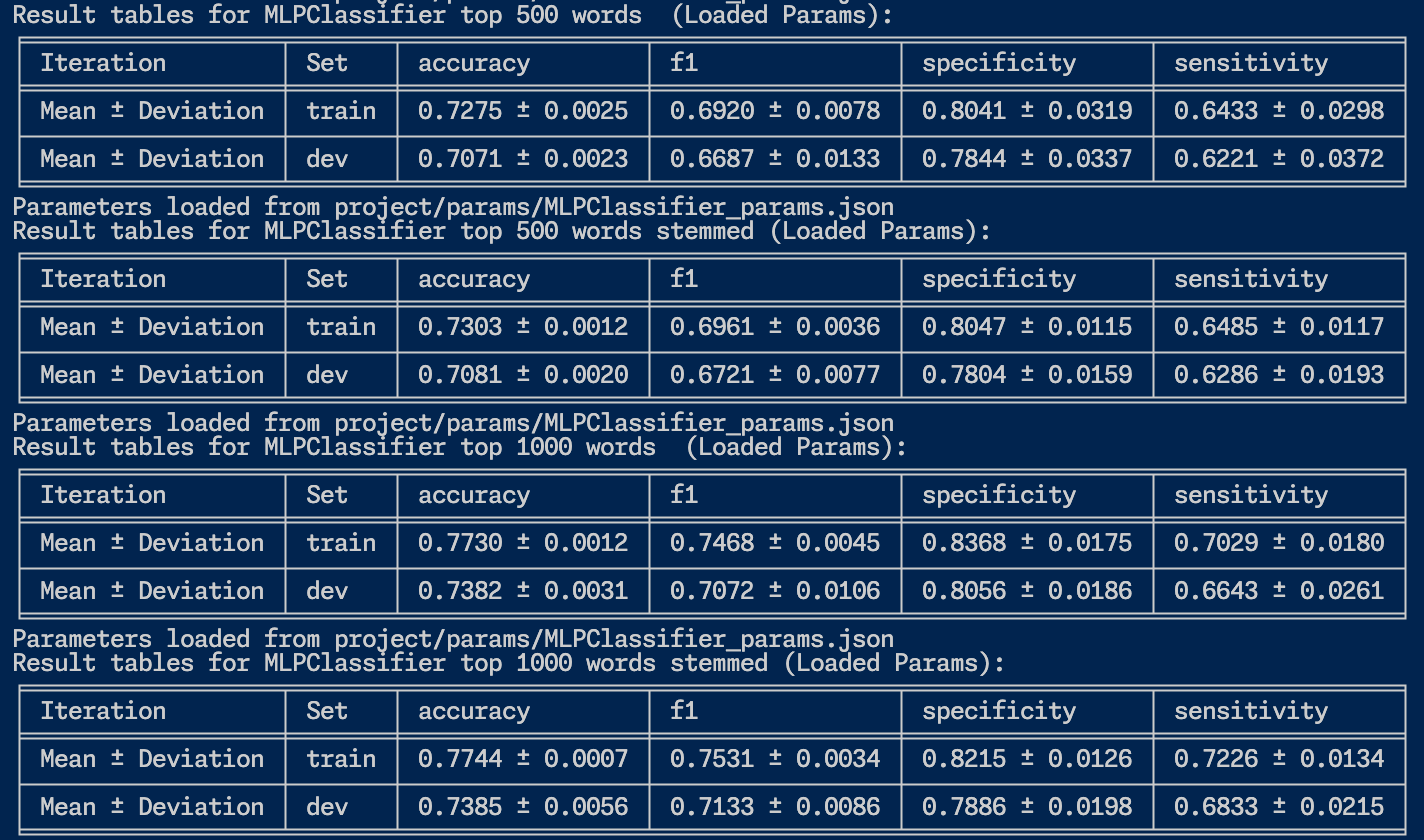 Result tables for MLPClassifier top 500 words  (Loaded Params):
Iteration Set accuracy f1 specificity sensitivity
Mean ± Deviation train 0.7275 ± 0.0025 0.6920 ± 0.0078 0.8041 ± 0.0319 0.6433 ± 0.0298
Mean ± Deviation dev 0.7071 ± 0.0023 0.6687 ± 0.0133 0.7844 ± 0.0337 0.6221 ± 0.0372
Parameters loaded from project/params/MLPClassifier_params.json
Result tables for MLPClassifier top 500 words stemmed (Loaded Params):
Iteration Set accuracy f1 specificity sensitivity
Mean ± Deviation train 0.7303 ± 0.0012 0.6961 ± 0.0036 0.8047 ± 0.0115 0.6485 ± 0.0117
Mean ± Deviation dev 0.7081 ± 0.0020 0.6721 ± 0.0077 0.7804 ± 0.0159 0.6286 ± 0.0193
Parameters loaded from project/params/MLPClassifier_params.json
Result tables for MLPClassifier top 1000 words  (Loaded Params):
Iteration Set accuracy f1 specificity sensitivity
Mean ± Deviation train 0.7730 ± 0.0012 0.7468 ± 0.0045 0.8368 ± 0.0175 0.7029 ± 0.0180
Mean ± Deviation dev 0.7382 ± 0.0031 0.7072 ± 0.0106 0.8056 ± 0.0186 0.6643 ± 0.0261
Parameters loaded from project/params/MLPClassifier_params.json
Result tables for MLPClassifier top 1000 words stemmed (Loaded Params):
Iteration Set accuracy f1 specificity sensitivity
Mean ± Deviation train 0.7744 ± 0.0007 0.7531 ± 0.0034 0.8215 ± 0.0126 0.7226 ± 0.0134
Mean ± Deviation dev 0.7385 ± 0.0056 0.7133 ± 0.0086 0.7886 ± 0.0198 0.6833 ± 0.0215